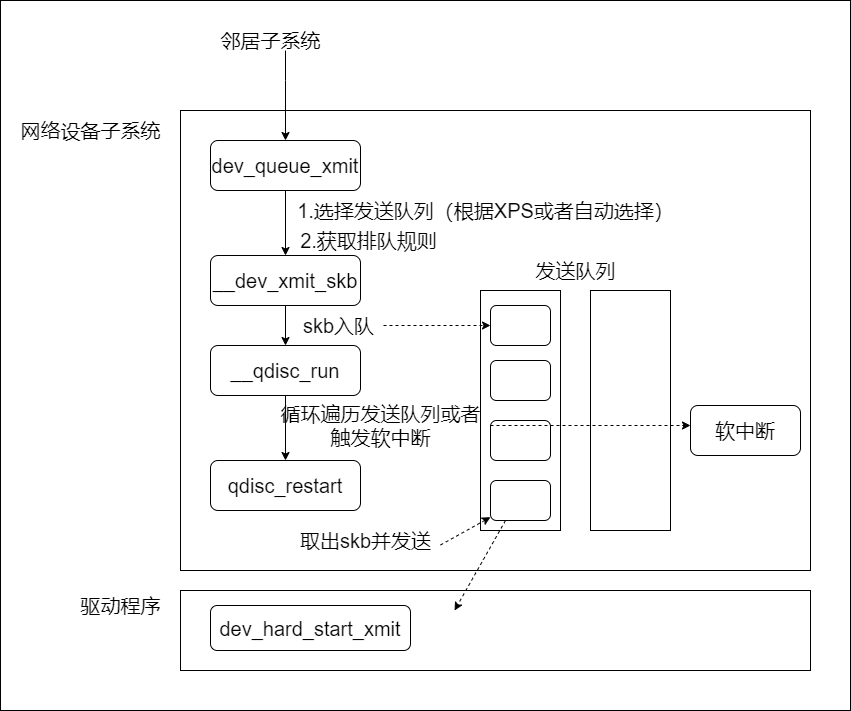 邻居子系统
网络设备子系统
dev_queue_xmit
1.选择发送队列（根据XPS或者自动选择）
2.获取排队规则
__dev_xmit_skb
发送队列
skb入队
__qdisc_run
循环遍历发送队列或者
触发软中断
软中断
qdisc_restart
取出skb并发送
驱动程序
dev_hard_start_xmit